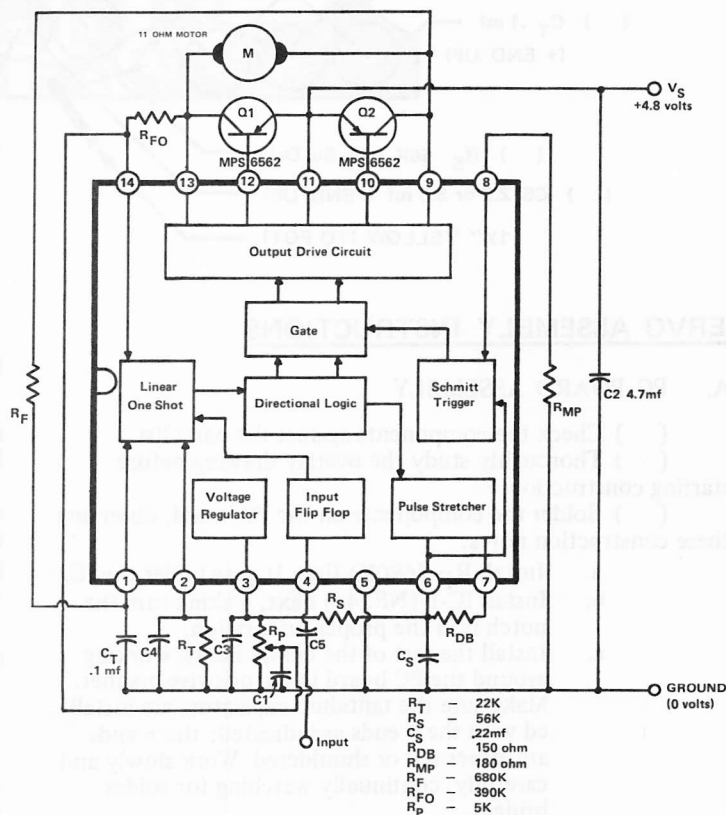 11 OHM MOTOR
M
R_FO
Q1
Q2
MPS 6562
MPS 6562
V_S
+4.8 volts
14
13
12
11
10
9
8
Output Drive Circuit
Gate
Linear
One Shot
Directional Logic
Schmitt
Trigger
R_F
R_MP
C2 4.7mf
Voltage
Regulator
Input
Flip Flop
Pulse Stretcher
1
2
3
4
5
6
7
C_T
.1 mf
C4
R_T
C3
R_P
C1
C5
R_S
C_S
R_DB
Input
GROUND
(0 volts)
R_T – 22K
R_S – 56K
C_S – .22mf
R_DB – 150 ohm
R_MP – 180 ohm
R_F – 680K
R_FO – 390K
R_P – 5K